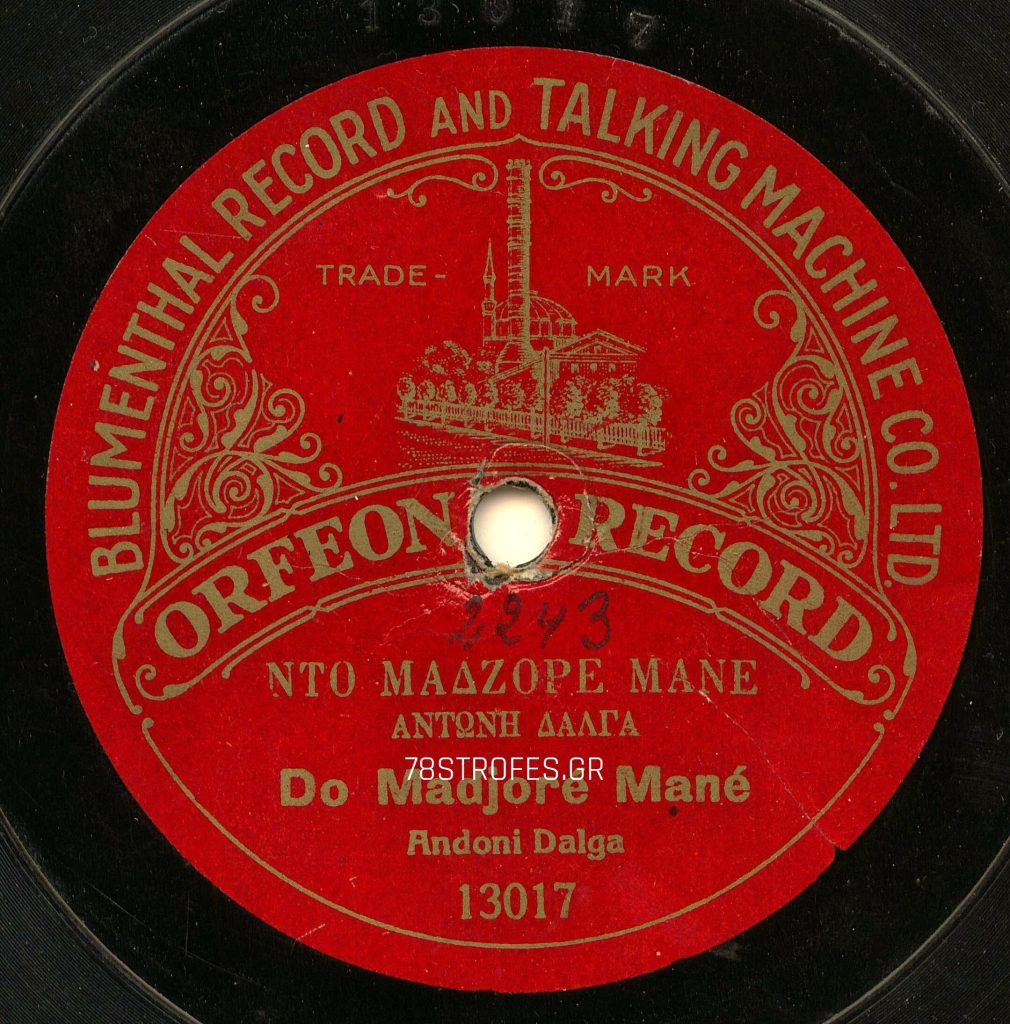 13017
BLUMENTHAL RECORD AND TALKING MACHINE CO. LTD.
TRADE- MARK
ORFEON RECORD
2243
ΝΤΟ ΜΑΔΖΟΡΕ ΜΑΝΕ
ΑΝΤΩΝΗ ΔΑΛΓΑ
78STROFES.GR
Do Madjore Mané
Andoni Dalga
13017